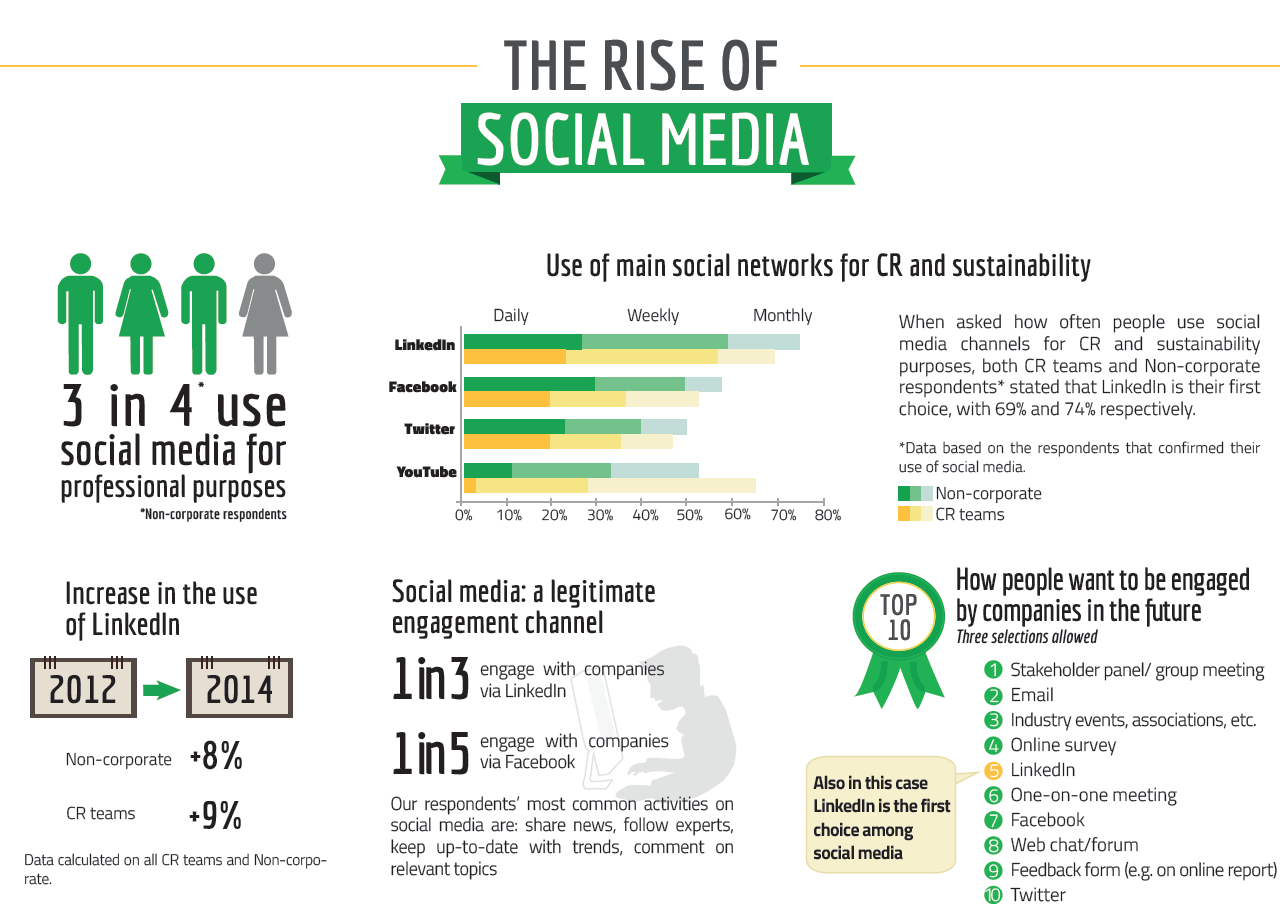 THE RISE OF
SOCIAL MEDIA
3 in 4* use
social media for
professional purposes
*Non-corporate respondents
Use of main social networks for CR and sustainability
Daily Weekly Monthly
LinkedIn
Facebook
Twitter
YouTube
0% 10% 20% 30% 40% 50% 60% 70% 80%
When asked how often people use social
media channels for CR and sustainability
purposes, both CR teams and Non-corporate
respondents* stated that LinkedIn is their first
choice, with 69% and 74% respectively.
*Data based on the respondents that confirmed their
use of social media.
Non-corporate
CR teams
Increase in the use
of LinkedIn
2012 2014
Non-corporate +8%
CR teams +9%
Data calculated on all CR teams and Non-corpo-
rate.
Social media: a legitimate
engagement channel
1 in 3 engage with companies
via LinkedIn
1 in 5 engage with companies
via Facebook
Our respondents' most common activities on
social media are: share news, follow experts,
keep up-to-date with trends, comment on
relevant topics
TOP
10
How people want to be engaged
by companies in the future
Three selections allowed
1 Stakeholder panel/ group meeting
2 Email
3 Industry events, associations, etc.
4 Online survey
5 LinkedIn
6 One-on-one meeting
7 Facebook
8 Web chat/forum
9 Feedback form (e.g. on online report)
10 Twitter
Also in this case
LinkedIn is the first
choice among
social media